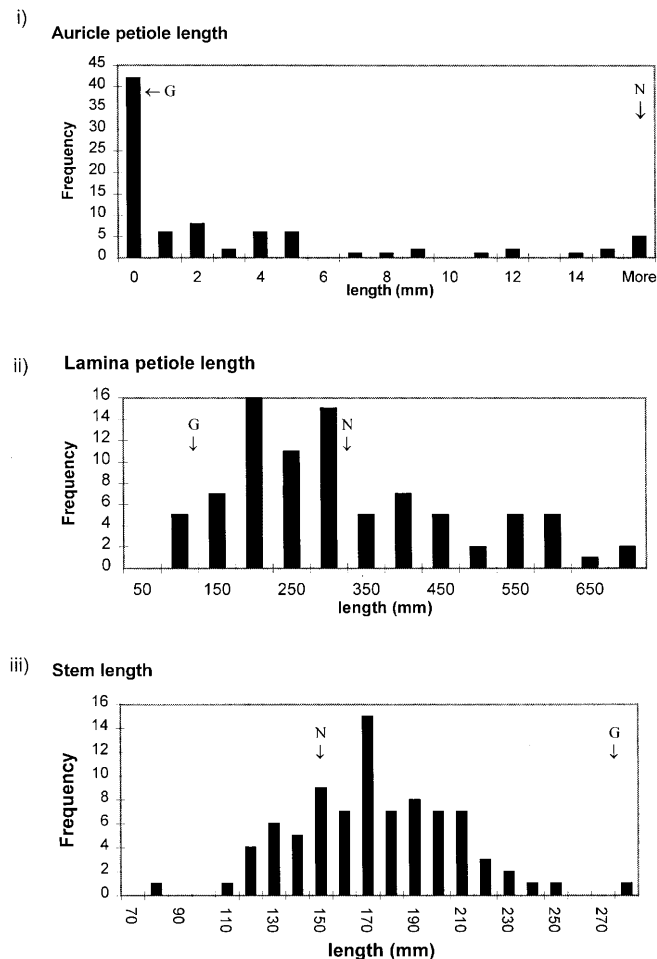 i)
Auricle petiole length
Frequency
45
40
35
30
25
20
15
10
5
0
← G
N
↓
0 2 4 6 8 10 12 14 More
length (mm)
ii) Lamina petiole length
Frequency
16
14
12
10
8
6
4
2
0
G
↓
N
↓
50 150 250 350 450 550 650
length (mm)
iii) Stem length
Frequency
16
14
12
10
8
6
4
2
0
N
↓
G
↓
70 90 110 130 150 170 190 210 230 250 270
length (mm)